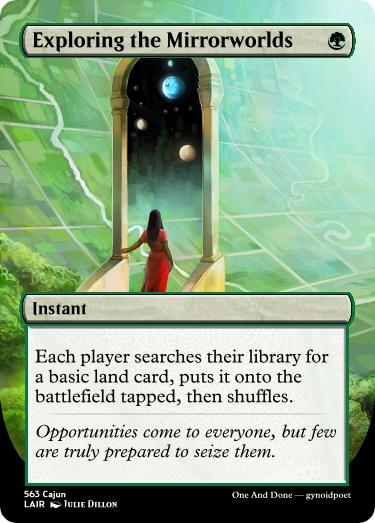 Exploring the Mirrorworlds
Instant
Each player searches their library for
a basic land card, puts it onto the
battlefield tapped, then shuffles.
Opportunities come to everyone, but few
are truly prepared to seize them.
563 Cajun
LAIR Julie Dillon
One And Done — gynoidpoet